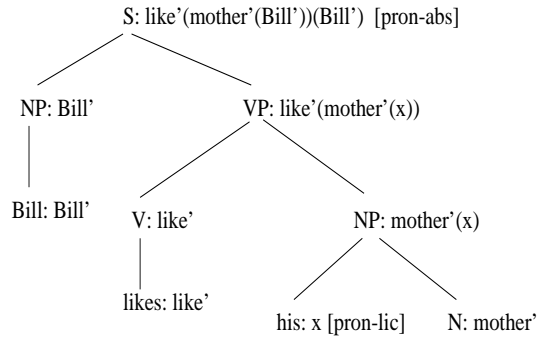 S: like’(mother’(Bill’))(Bill’) [pron-abs]
NP: Bill’
VP: like’(mother’(x))
Bill: Bill’
V: like’
NP: mother’(x)
likes: like’
his: x [pron-lic]
N: mother’